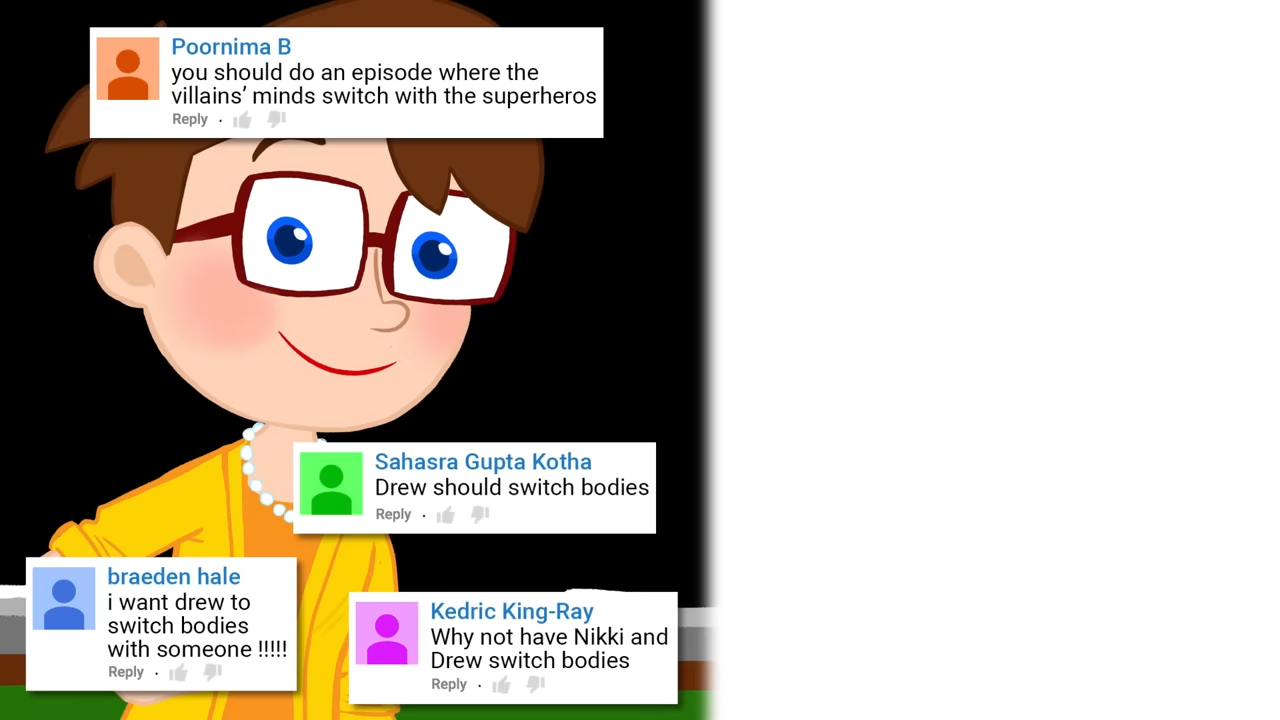 Poornima B
you should do an episode where the
villains’ minds switch with the superheros
Reply ·
Sahasra Gupta Kotha
Drew should switch bodies
Reply ·
braeden hale
i want drew to
switch bodies
with someone !!!!!
Reply ·
Kedric King-Ray
Why not have Nikki and
Drew switch bodies
Reply ·